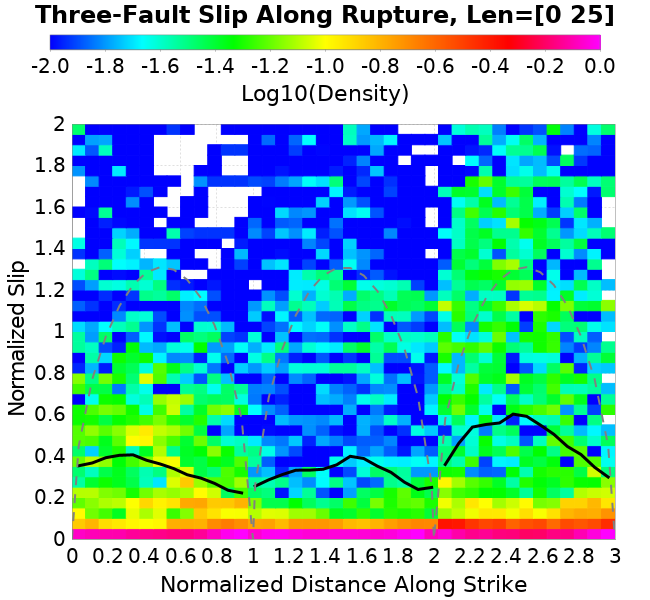 Three-Fault Slip Along Rupture, Len=[0 25]
-2.0 -1.8 -1.6 -1.4 -1.2 -1.0 -0.8 -0.6 -0.4 -0.2 0.0
Log10(Density)
Normalized Slip
2
1.8
1.6
1.4
1.2
1
0.8
0.6
0.4
0.2
0
0 0.2 0.4 0.6 0.8 1 1.2 1.4 1.6 1.8 2 2.2 2.4 2.6 2.8 3
Normalized Distance Along Strike